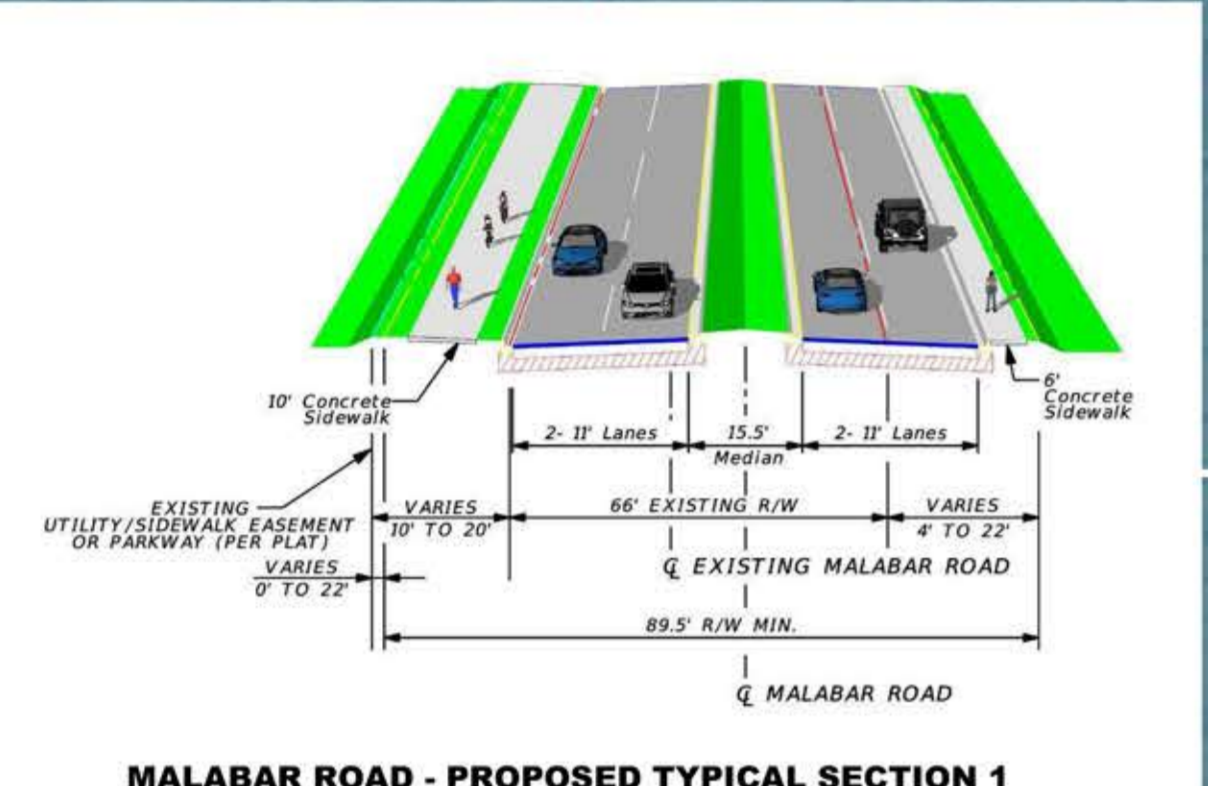 10' Concrete
Sidewalk
6'
Concrete
Sidewalk
2- 11' Lanes
15.5'
Median
2- 11' Lanes
EXISTING
UTILITY/SIDEWALK EASEMENT
OR PARKWAY (PER PLAT)
VARIES
10' TO 20'
66' EXISTING R/W
VARIES
4' TO 22'
VARIES
0' TO 22'
℄ EXISTING MALABAR ROAD
89.5' R/W MIN.
℄ MALABAR ROAD
MALABAR ROAD - PROPOSED TYPICAL SECTION 1